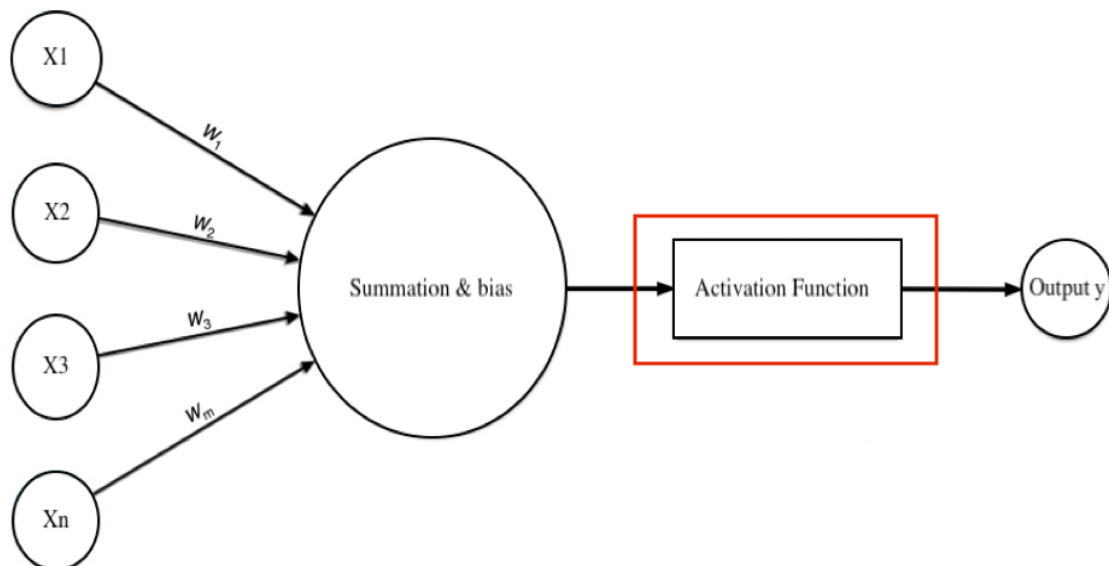 X1
W1
X2
W2
X3
W3
Xn
Wm
Summation & bias
Activation Function
Output y